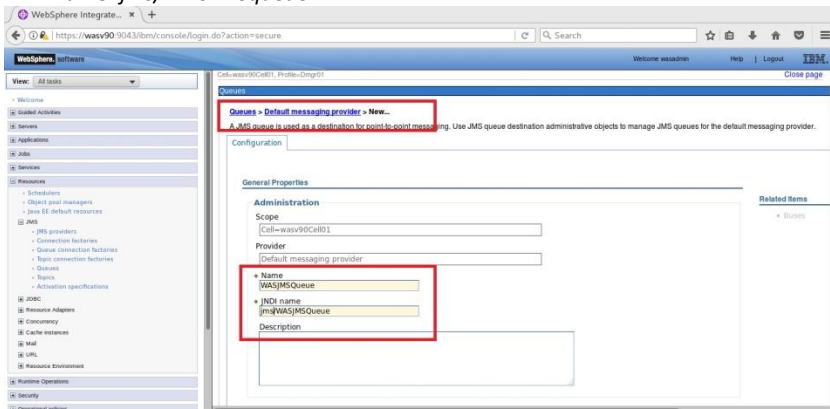 WebSphere Integrate... × +
https://wasv90:9043/ibm/console/login.do?action=secure
Search
WebSphere. software
Welcome wasadmin Help | Logout IBM.
View: All tasks
Cell=wasv90Cell01, Profile=Dmgr01
Close page
Welcome
Guided Activities
Servers
Applications
Jobs
Services
Resources
Schedulers
Object pool managers
Java EE default resources
JMS
JMS providers
Connection factories
Queue connection factories
Topic connection factories
Queues
Topics
Activation specifications
JDBC
Resource Adapters
Concurrency
Cache instances
Mail
URL
Resource Environment
Runtime Operations
Security
Queues
Queues > Default messaging provider > New...
A JMS queue is used as a destination for point-to-point messaging. Use JMS queue destination administrative objects to manage JMS queues for the default messaging provider.
Configuration
General Properties
Administration
Scope
Cell=wasv90Cell01
Provider
Default messaging provider
Name
WASJMSQueue
JNDI name
jms/WASJMSQueue
Description
Related Items
Buses